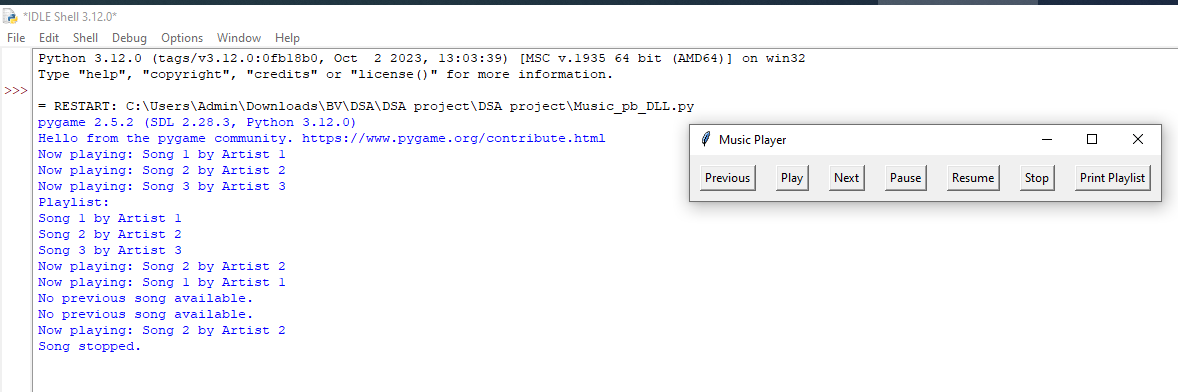 *IDLE Shell 3.12.0*
File Edit Shell Debug Options Window Help
Python 3.12.0 (tags/v3.12.0:0fb18b0, Oct  2 2023, 13:03:39) [MSC v.1935 64 bit (AMD64)] on win32
Type "help", "copyright", "credits" or "license()" for more information.
>>>
= RESTART: C:\Users\Admin\Downloads\BV\DSA\DSA project\DSA project\Music_pb_DLL.py
pygame 2.5.2 (SDL 2.28.3, Python 3.12.0)
Hello from the pygame community. https://www.pygame.org/contribute.html
Now playing: Song 1 by Artist 1
Now playing: Song 2 by Artist 2
Now playing: Song 3 by Artist 3
Playlist:
Song 1 by Artist 1
Song 2 by Artist 2
Song 3 by Artist 3
Now playing: Song 2 by Artist 2
Now playing: Song 1 by Artist 1
No previous song available.
No previous song available.
Now playing: Song 2 by Artist 2
Song stopped.
Music Player
Previous Play Next Pause Resume Stop Print Playlist